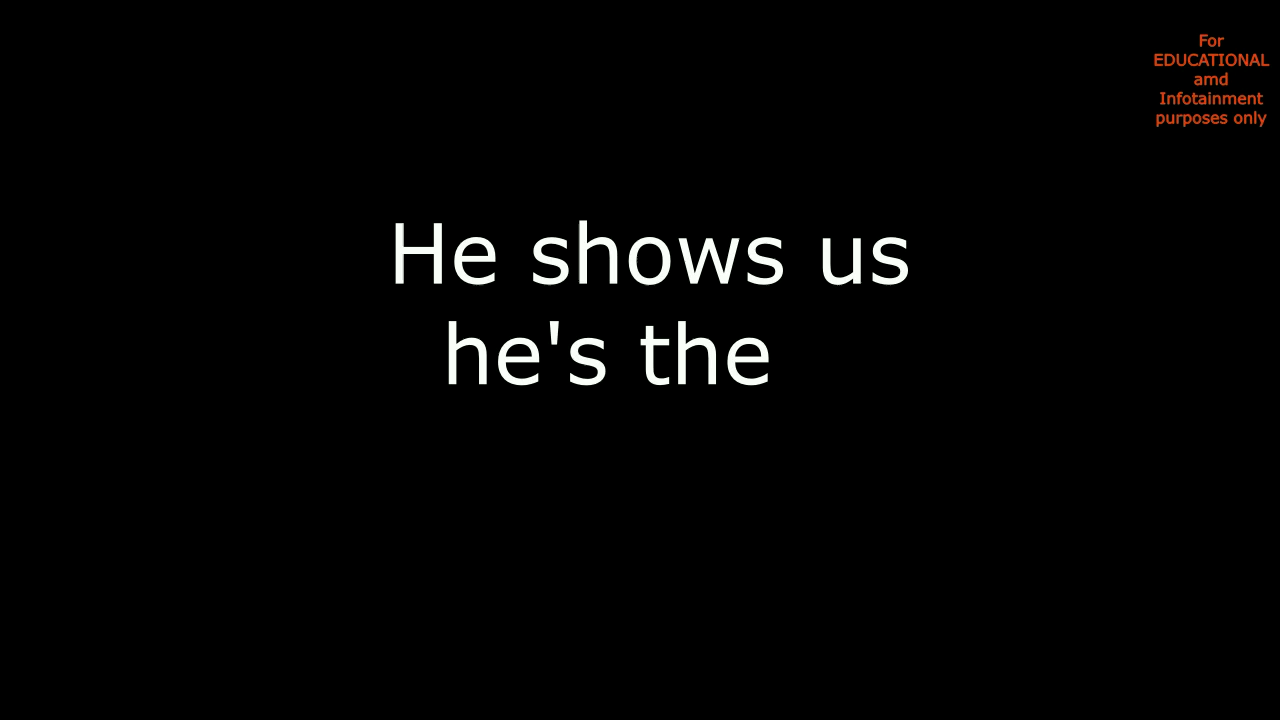 For
EDUCATIONAL
amd
Infotainment
purposes only
He shows us
he's the